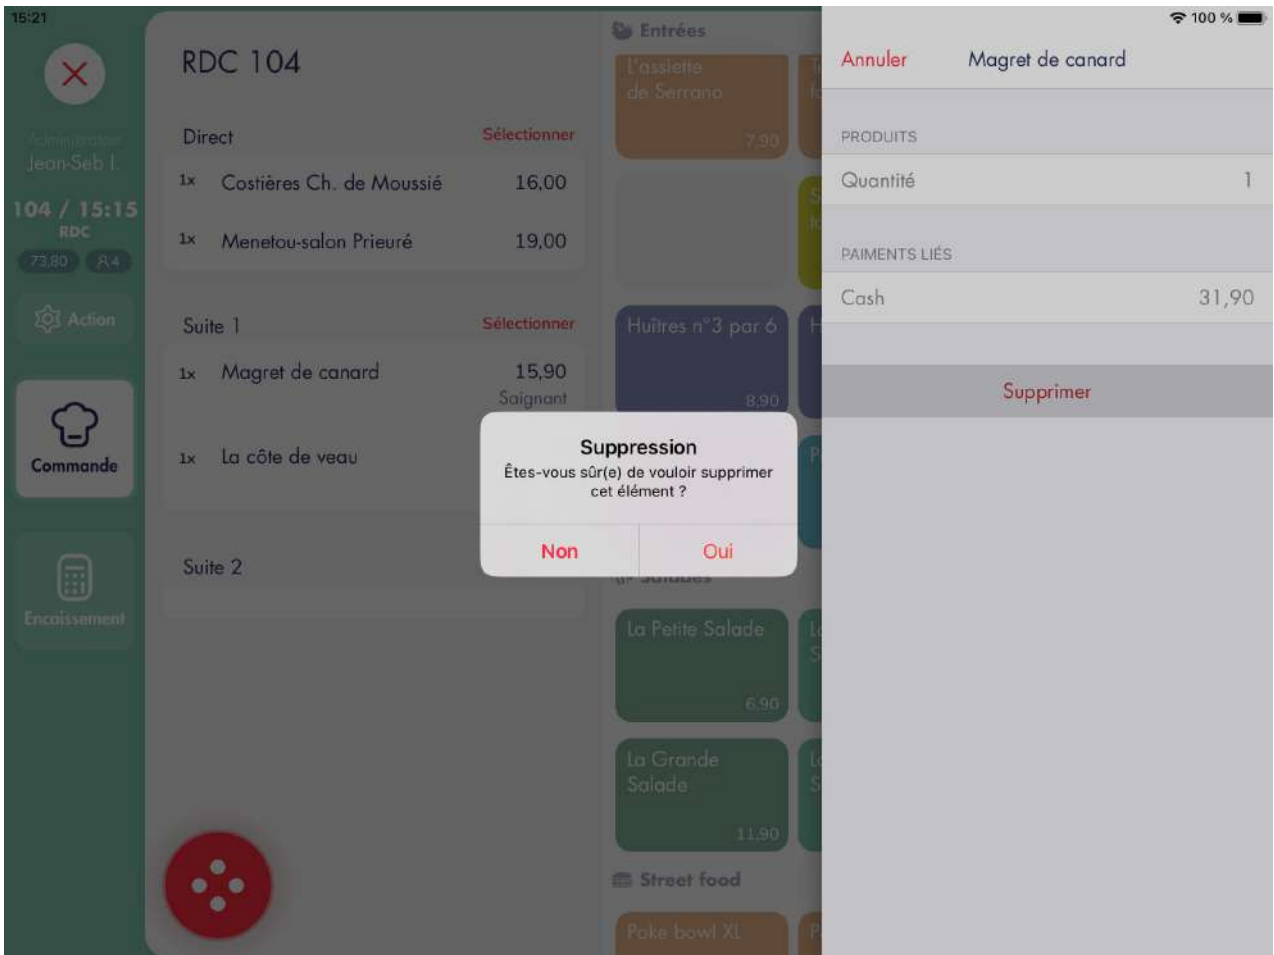 15:21
100 %
Administrateur
Jean-Seb I.
104 / 15:15
RDC
73,80
4
Action
Commande
Encaissement
RDC 104
Direct
Sélectionner
1x Costières Ch. de Moussié 16,00
1x Menetou-salon Prieuré 19,00
Suite 1
Sélectionner
1x Magret de canard 15,90
Saignant
1x La côte de veau
Suite 2
Entrées
L'assiette
de Serrano
7,90
Huîtres n°3 par 6
8,90
Salades
La Petite Salade
6,90
La Grande
Salade
11,90
Street food
Poke bowl XL
Annuler
Magret de canard
PRODUITS
Quantité 1
PAIMENTS LIÉS
Cash 31,90
Supprimer
Suppression
Êtes-vous sûr(e) de vouloir supprimer
cet élément ?
Non
Oui